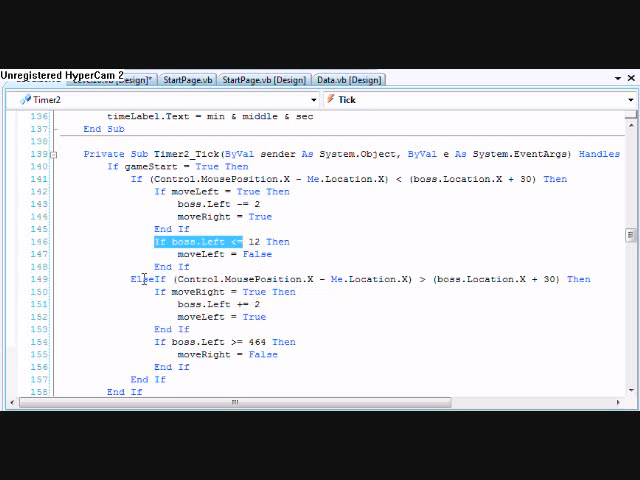 Unregistered HyperCam 2
[Design]* StartPage.vb StartPage.vb [Design] Data.vb [Design]
Timer2 Tick
136 timeLabel.Text = min & middle & sec
137 End Sub
138
139 Private Sub Timer2_Tick(ByVal sender As System.Object, ByVal e As System.EventArgs) Handles
140 If gameStart = True Then
141 If (Control.MousePosition.X - Me.Location.X) < (boss.Location.X + 30) Then
142 If moveLeft = True Then
143 boss.Left -= 2
144 moveRight = True
145 End If
146 If boss.Left <= 12 Then
147 moveLeft = False
148 End If
149 ElseIf (Control.MousePosition.X - Me.Location.X) > (boss.Location.X + 30) Then
150 If moveRight = True Then
151 boss.Left += 2
152 moveLeft = True
153 End If
154 If boss.Left >= 464 Then
155 moveRight = False
156 End If
157 End If
158 End If